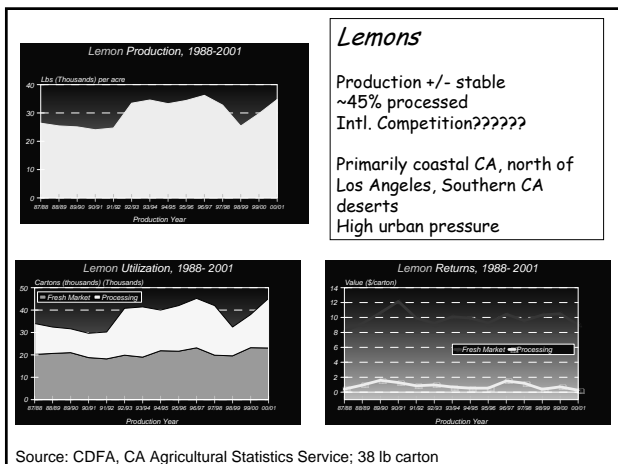 Lemon Production, 1988-2001
Lbs (Thousands) per acre
40
30
20
10
0
87/88 88/89 89/90 90/91 91/92 92/93 93/94 94/95 95/96 96/97 97/98 98/99 99/00 00/01
Production Year
Lemons
Production +/- stable
~45% processed
Intl. Competition??????
Primarily coastal CA, north of
Los Angeles, Southern CA
deserts
High urban pressure
Lemon Utilization, 1988- 2001
Cartons (thousands) (Thousands)
50
Fresh Market Processing
40
30
20
10
0
87/88 88/89 89/90 90/91 91/92 92/93 93/94 94/95 95/96 96/97 97/98 98/99 99/00 00/01
Production Year
Lemon Returns, 1988- 2001
Value ($/carton)
14
12
10
8
6
Fresh Market Processing
4
2
0
87/88 88/89 89/90 90/91 91/92 92/93 93/94 94/95 95/96 96/97 97/98 98/99 99/00 00/01
Production Year
Source: CDFA, CA Agricultural Statistics Service; 38 lb carton